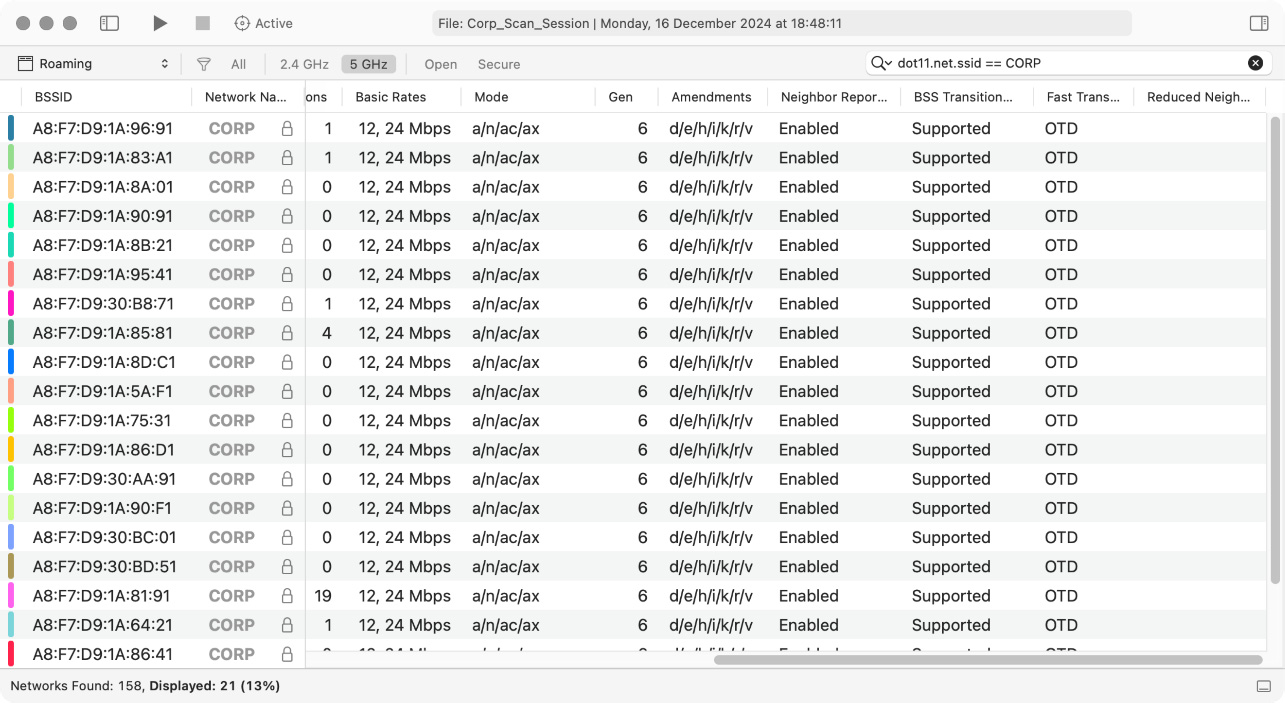 Active
File: Corp_Scan_Session | Monday, 16 December 2024 at 18:48:11
Roaming All 2.4 GHz 5 GHz Open Secure dot11.net.ssid == CORP
BSSID Network Na... ons Basic Rates Mode Gen Amendments Neighbor Repor... BSS Transition... Fast Trans... Reduced Neigh...
A8:F7:D9:1A:96:91 CORP 1 12, 24 Mbps a/n/ac/ax 6 d/e/h/i/k/r/v Enabled Supported OTD
A8:F7:D9:1A:83:A1 CORP 1 12, 24 Mbps a/n/ac/ax 6 d/e/h/i/k/r/v Enabled Supported OTD
A8:F7:D9:1A:8A:01 CORP 0 12, 24 Mbps a/n/ac/ax 6 d/e/h/i/k/r/v Enabled Supported OTD
A8:F7:D9:1A:90:91 CORP 0 12, 24 Mbps a/n/ac/ax 6 d/e/h/i/k/r/v Enabled Supported OTD
A8:F7:D9:1A:8B:21 CORP 0 12, 24 Mbps a/n/ac/ax 6 d/e/h/i/k/r/v Enabled Supported OTD
A8:F7:D9:1A:95:41 CORP 0 12, 24 Mbps a/n/ac/ax 6 d/e/h/i/k/r/v Enabled Supported OTD
A8:F7:D9:30:B8:71 CORP 1 12, 24 Mbps a/n/ac/ax 6 d/e/h/i/k/r/v Enabled Supported OTD
A8:F7:D9:1A:85:81 CORP 4 12, 24 Mbps a/n/ac/ax 6 d/e/h/i/k/r/v Enabled Supported OTD
A8:F7:D9:1A:8D:C1 CORP 0 12, 24 Mbps a/n/ac/ax 6 d/e/h/i/k/r/v Enabled Supported OTD
A8:F7:D9:1A:5A:F1 CORP 0 12, 24 Mbps a/n/ac/ax 6 d/e/h/i/k/r/v Enabled Supported OTD
A8:F7:D9:1A:75:31 CORP 0 12, 24 Mbps a/n/ac/ax 6 d/e/h/i/k/r/v Enabled Supported OTD
A8:F7:D9:1A:86:D1 CORP 0 12, 24 Mbps a/n/ac/ax 6 d/e/h/i/k/r/v Enabled Supported OTD
A8:F7:D9:30:AA:91 CORP 0 12, 24 Mbps a/n/ac/ax 6 d/e/h/i/k/r/v Enabled Supported OTD
A8:F7:D9:1A:90:F1 CORP 0 12, 24 Mbps a/n/ac/ax 6 d/e/h/i/k/r/v Enabled Supported OTD
A8:F7:D9:30:BC:01 CORP 0 12, 24 Mbps a/n/ac/ax 6 d/e/h/i/k/r/v Enabled Supported OTD
A8:F7:D9:30:BD:51 CORP 0 12, 24 Mbps a/n/ac/ax 6 d/e/h/i/k/r/v Enabled Supported OTD
A8:F7:D9:1A:81:91 CORP 19 12, 24 Mbps a/n/ac/ax 6 d/e/h/i/k/r/v Enabled Supported OTD
A8:F7:D9:1A:64:21 CORP 1 12, 24 Mbps a/n/ac/ax 6 d/e/h/i/k/r/v Enabled Supported OTD
A8:F7:D9:1A:86:41 CORP
Networks Found: 158, Displayed: 21 (13%)